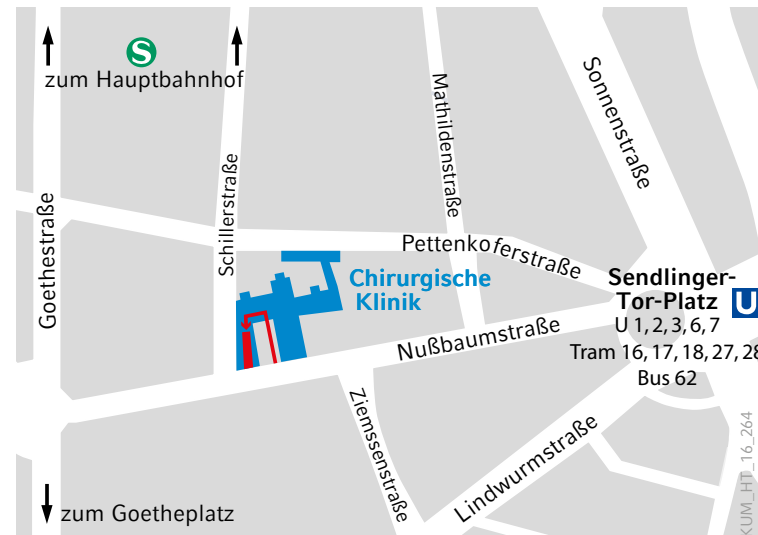 S
zum Hauptbahnhof
Goethestraße
Schillerstraße
Mathildenstraße
Sonnenstraße
Pettenkoferstraße
Chirurgische
Klinik
Sendlinger-
Tor-Platz
U
U 1, 2, 3, 6, 7
Tram 16, 17, 18, 27, 28
Bus 62
Nußbaumstraße
Ziemssenstraße
Lindwurmstraße
zum Goetheplatz
KUM_HT_16_264